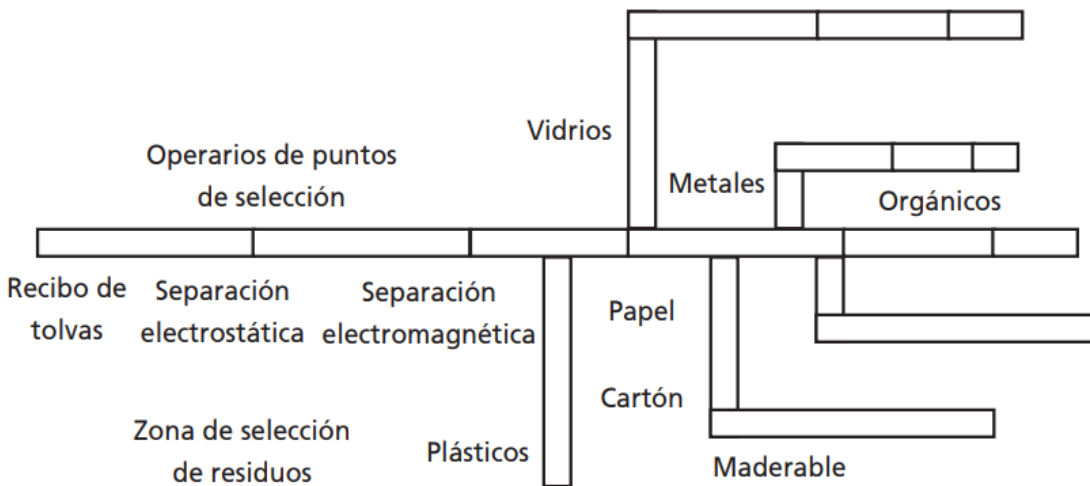 Vidrios
Operarios de puntos
de selección
Metales
Orgánicos
Recibo de
tolvas
Separación
electrostática
Separación
electromagnética
Papel
Cartón
Zona de selección
de residuos
Plásticos
Maderable